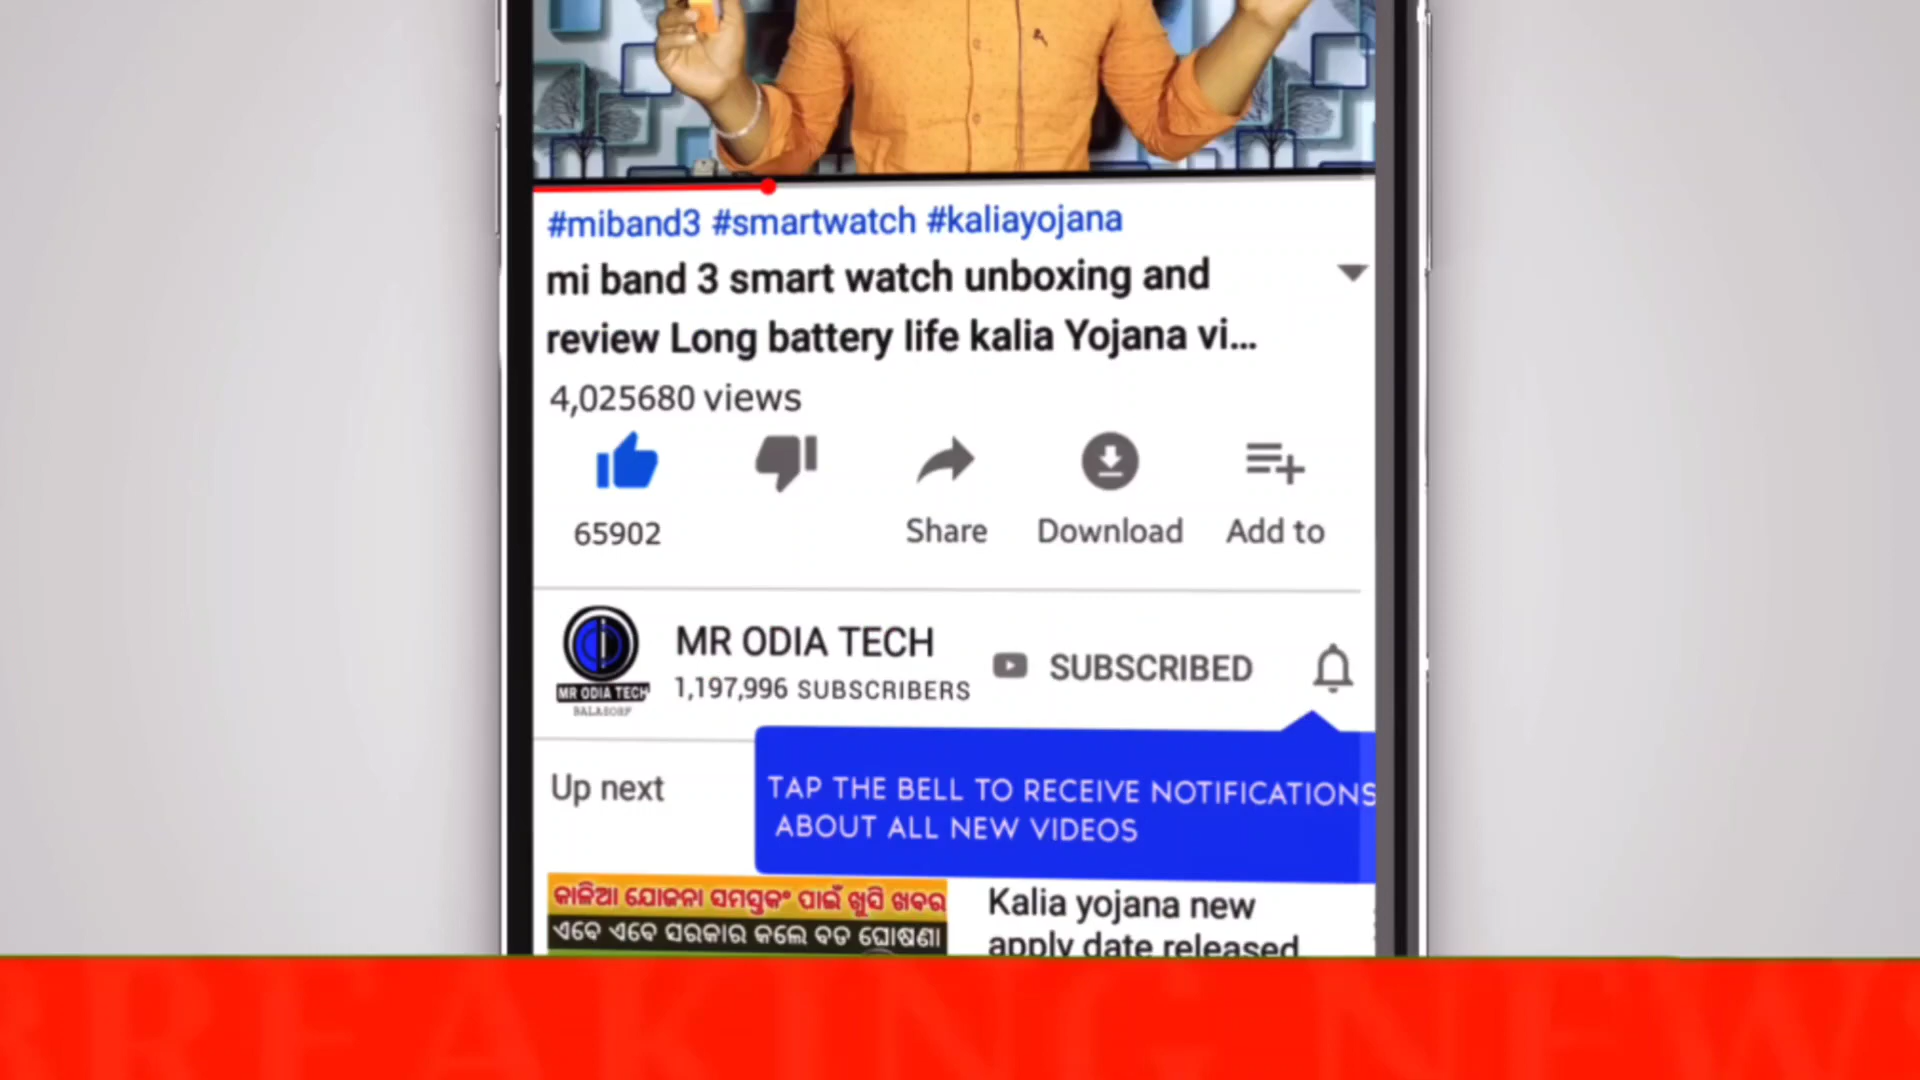 #miband3 #smartwatch #kaliayojana
mi band 3 smart watch unboxing and
review Long battery life kalia Yojana vi...
4,025680 views
65902
Share
Download
Add to
MR ODIA TECH
1,197,996 SUBSCRIBERS
SUBSCRIBED
MR ODIA TECH
BALASORE
Up next
TAP THE BELL TO RECEIVE NOTIFICATIONS
ABOUT ALL NEW VIDEOS
କାଳିଆ ଯୋଜନା ସମସ୍ତଙ୍କ ପାଇଁ ଖୁସି ଖବର
ଏବେ ଏବେ ସରକାର କଲେ ବଡ ଘୋଷଣା
Kalia yojana new
apply date released
BREAKING NEWS